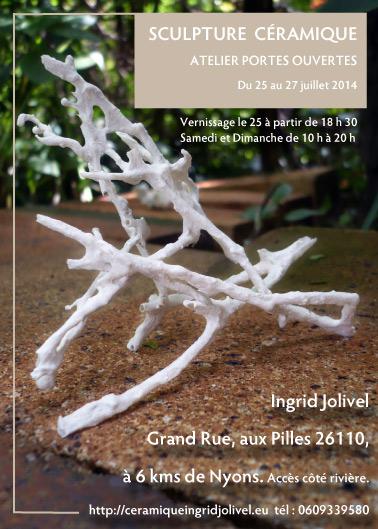 SCULPTURE CÉRAMIQUE
ATELIER PORTES OUVERTES
Du 25 au 27 juillet 2014
Vernissage le 25 à partir de 18 h 30
Samedi et Dimanche de 10 h à 20 h
Ingrid Jolivel
Grand Rue, aux Pilles 26110,
à 6 kms de Nyons. Accès côté rivière.
http://ceramiqueingridjolivel.eu tél : 0609339580